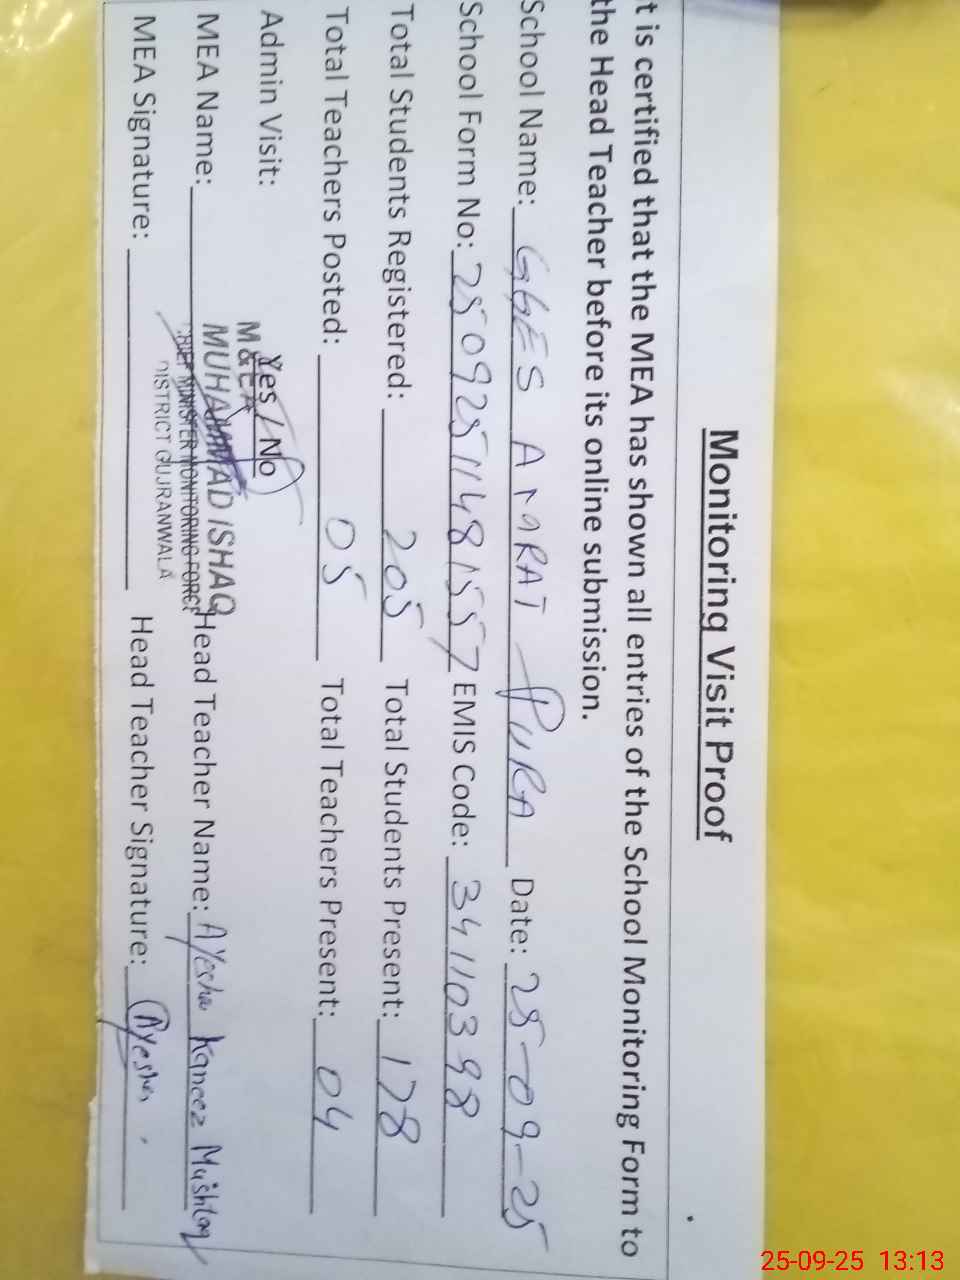 Monitoring Visit Proof
t is certified that the MEA has shown all entries of the School Monitoring Form to
the Head Teacher before its online submission.
School Name: GGES AMRAT PURA Date: 25-09-25
School Form No: 25092511481557 EMIS Code: 34110398
Total Students Registered: 205 Total Students Present: 178
Total Teachers Posted: 05 Total Teachers Present: 04
Admin Visit: Yes / No
M & EA
MEA Name: MUHAMMAD ISHAQ Head Teacher Name: Ayesha Kaneez Mushtaq
CHIEF MINISTER MONITORING FORCE
DISTRICT GUJRANWALA
MEA Signature: Head Teacher Signature: Ayesha
25-09-25 13:13